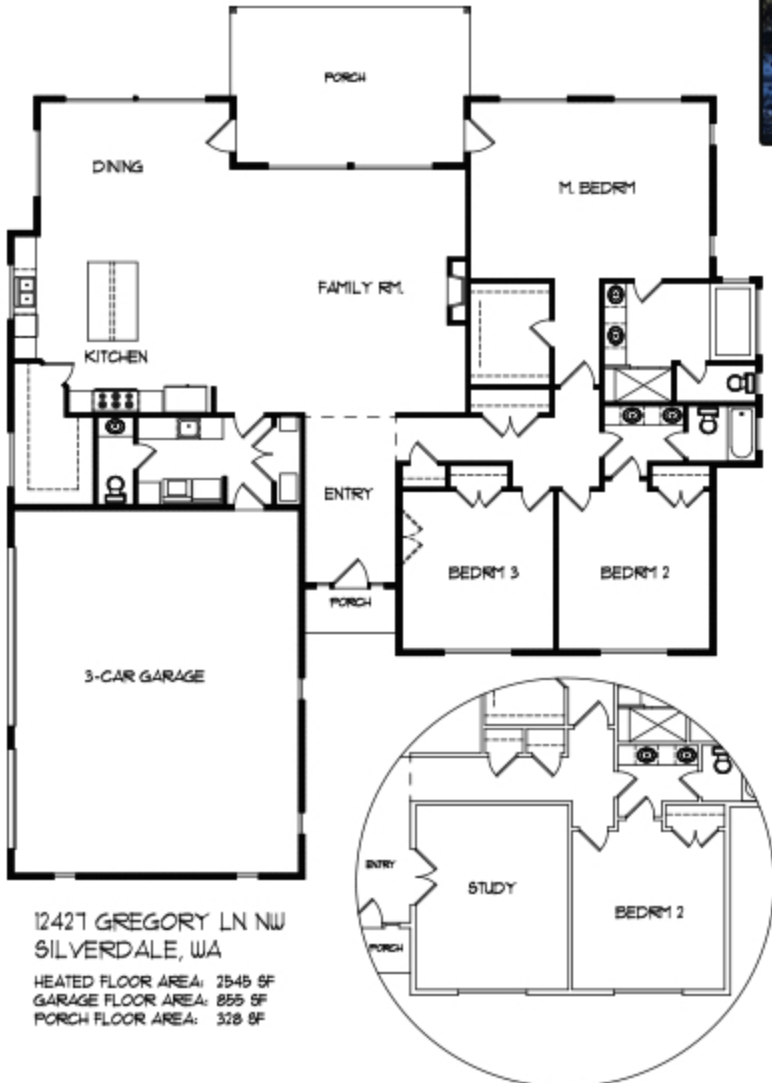 PORCH
DINING
M. BEDRM
FAMILY RM.
KITCHEN
ENTRY
BEDRM 3
BEDRM 2
PORCH
3-CAR GARAGE
ENTRY
STUDY
BEDRM 2
PORCH
12427 GREGORY LN NW
SILVERDALE, WA
HEATED FLOOR AREA: 2545 SF
GARAGE FLOOR AREA: 855 SF
PORCH FLOOR AREA: 328 SF